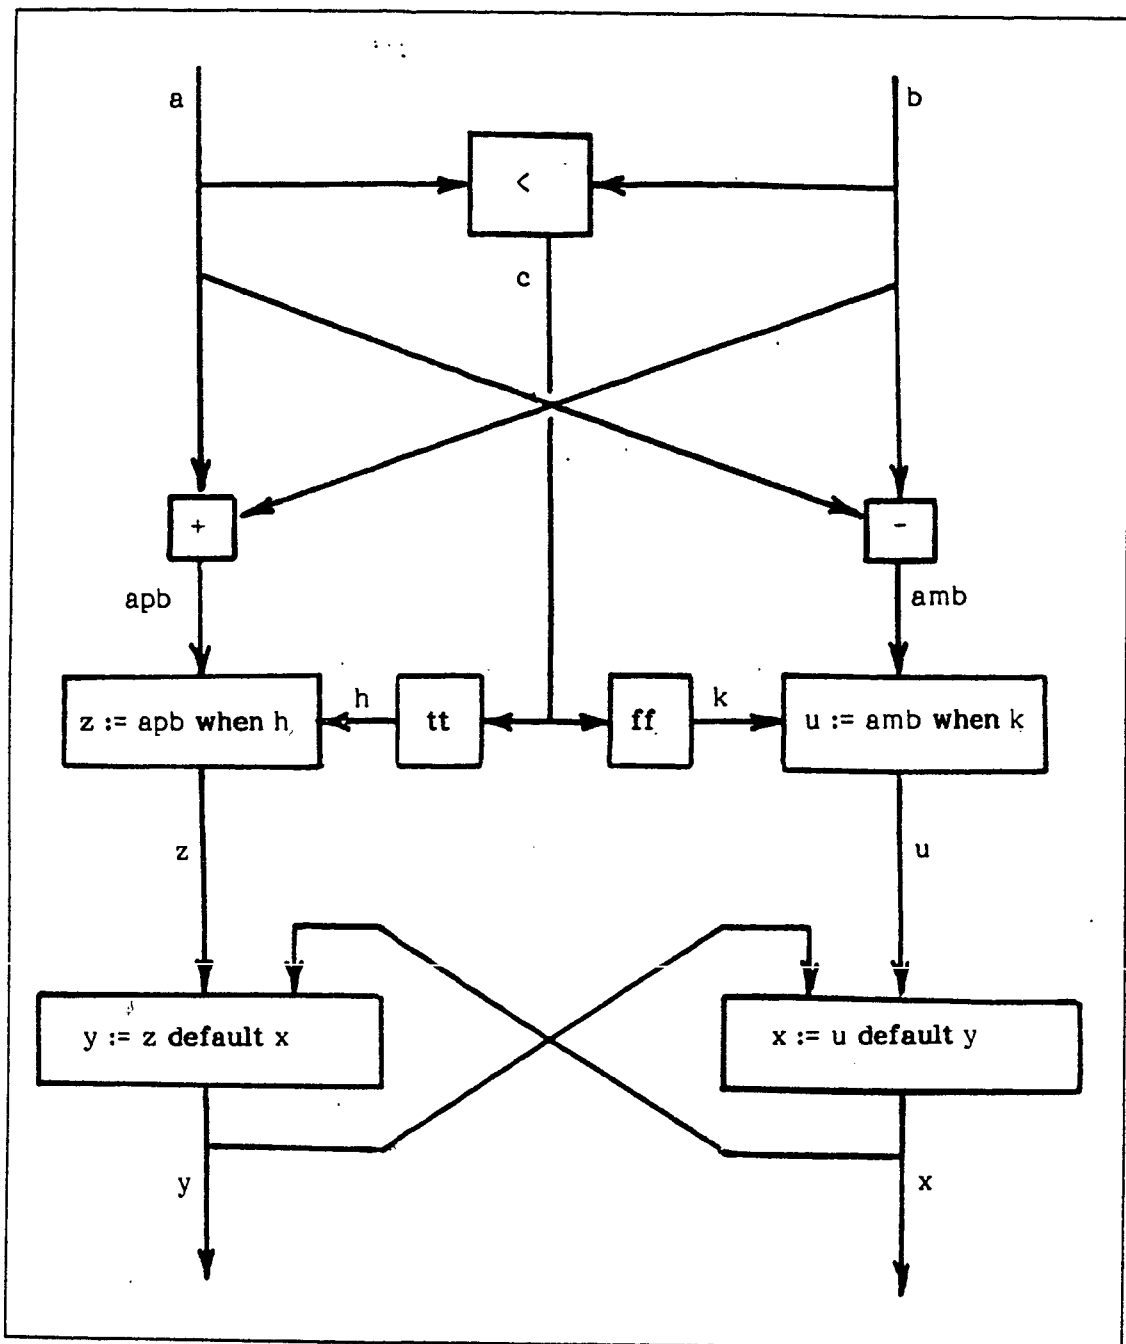 a
b
<
c
+
-
apb
amb
z := apb when h
h
tt
ff
k
u := amb when k
z
u
y := z default x
x := u default y
y
x